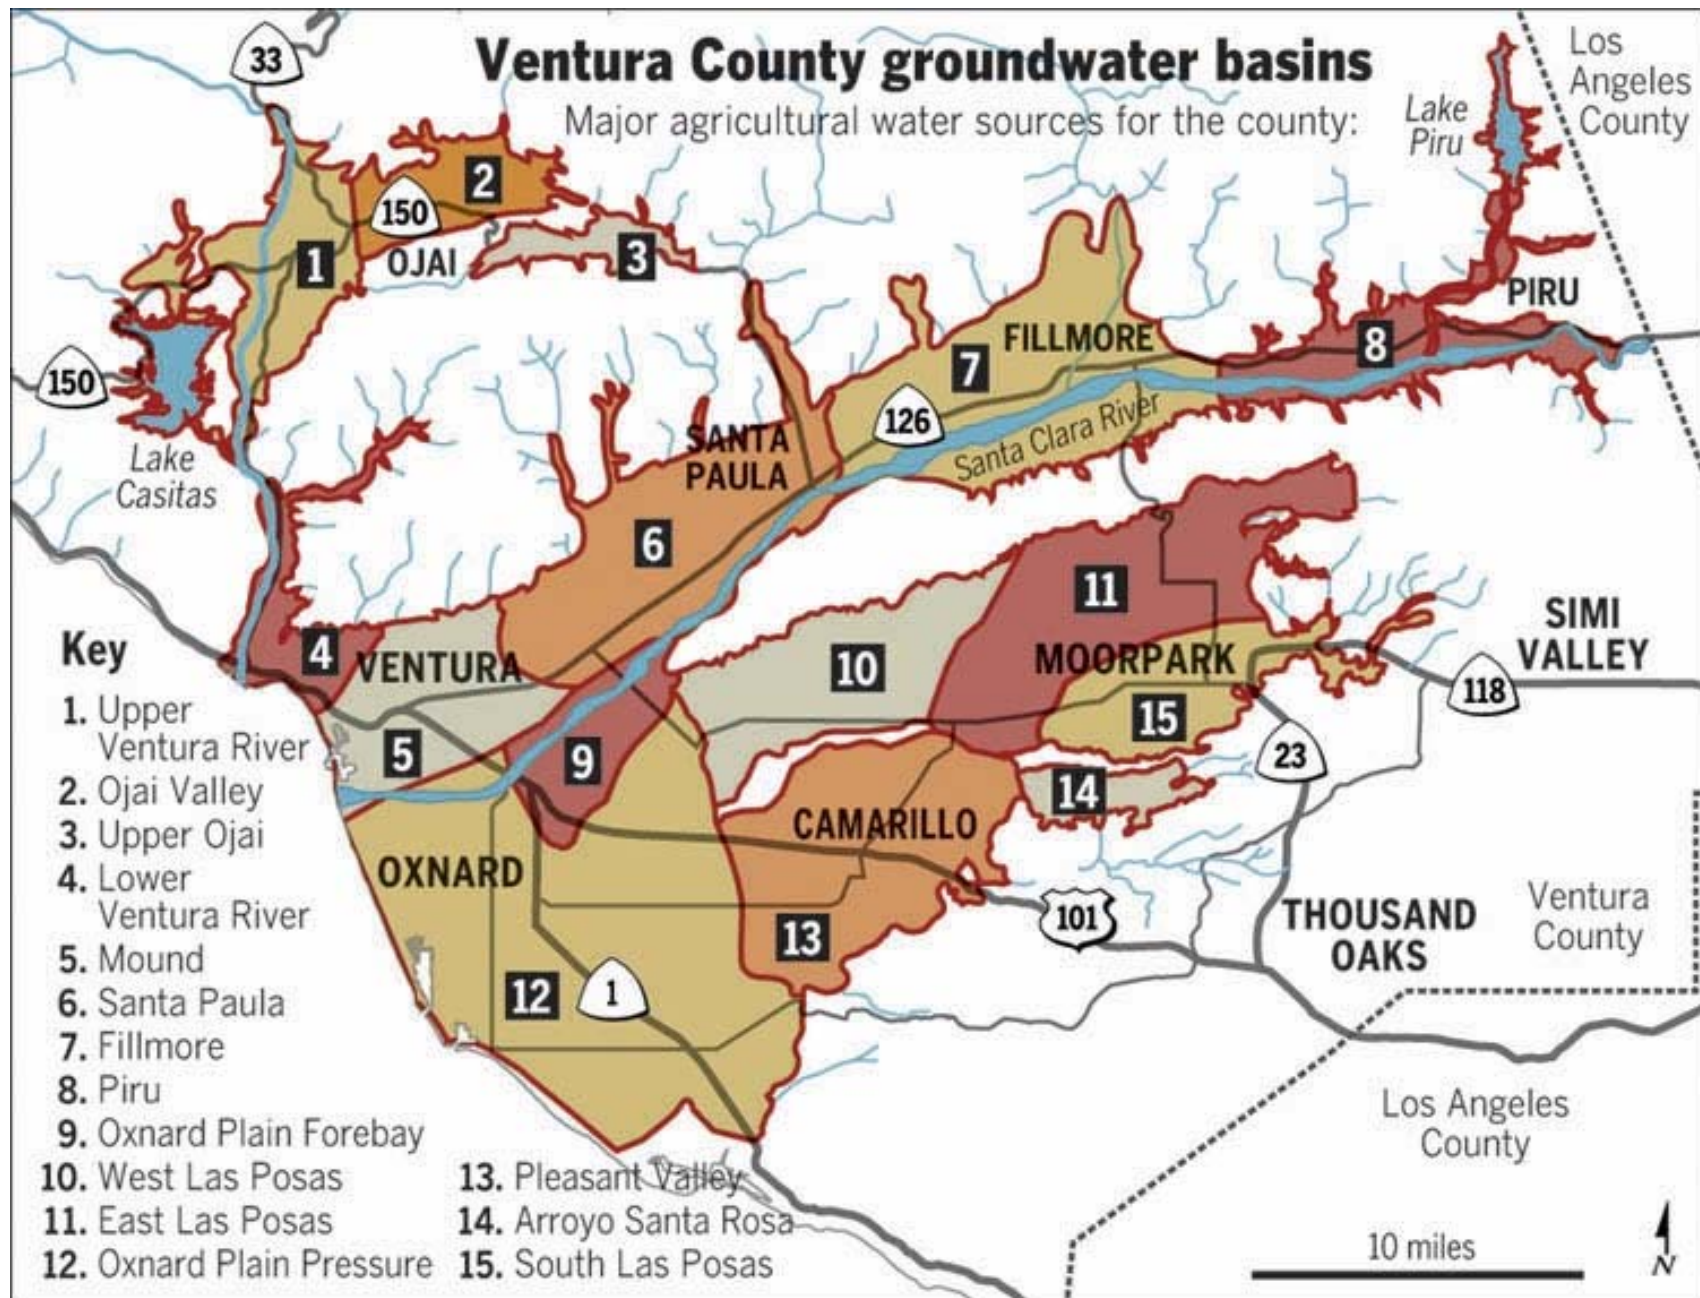 Ventura County groundwater basins
Major agricultural water sources for the county:
33
Los
Angeles
County
Lake
Piru
2
150
1
OJAI
3
PIRU
FILLMORE
8
7
150
126
Santa Clara River
SANTA
PAULA
Lake
Casitas
6
11
SIMI
VALLEY
4
VENTURA
10
MOORPARK
118
15
5
9
23
14
CAMARILLO
OXNARD
101
THOUSAND
OAKS
Ventura
County
13
12
1
Los Angeles
County
Key
1. Upper
Ventura River
2. Ojai Valley
3. Upper Ojai
4. Lower
Ventura River
5. Mound
6. Santa Paula
7. Fillmore
8. Piru
9. Oxnard Plain Forebay
10. West Las Posas
11. East Las Posas
12. Oxnard Plain Pressure
13. Pleasant Valley
14. Arroyo Santa Rosa
15. South Las Posas
10 miles
N